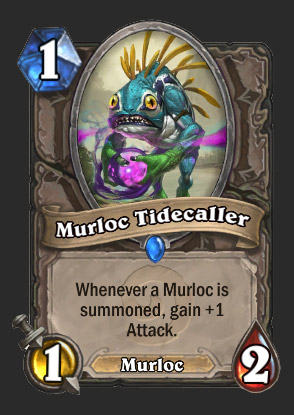 1
Murloc Tidecaller
Whenever a Murloc is
summoned, gain +1
Attack.
1
Murloc
2